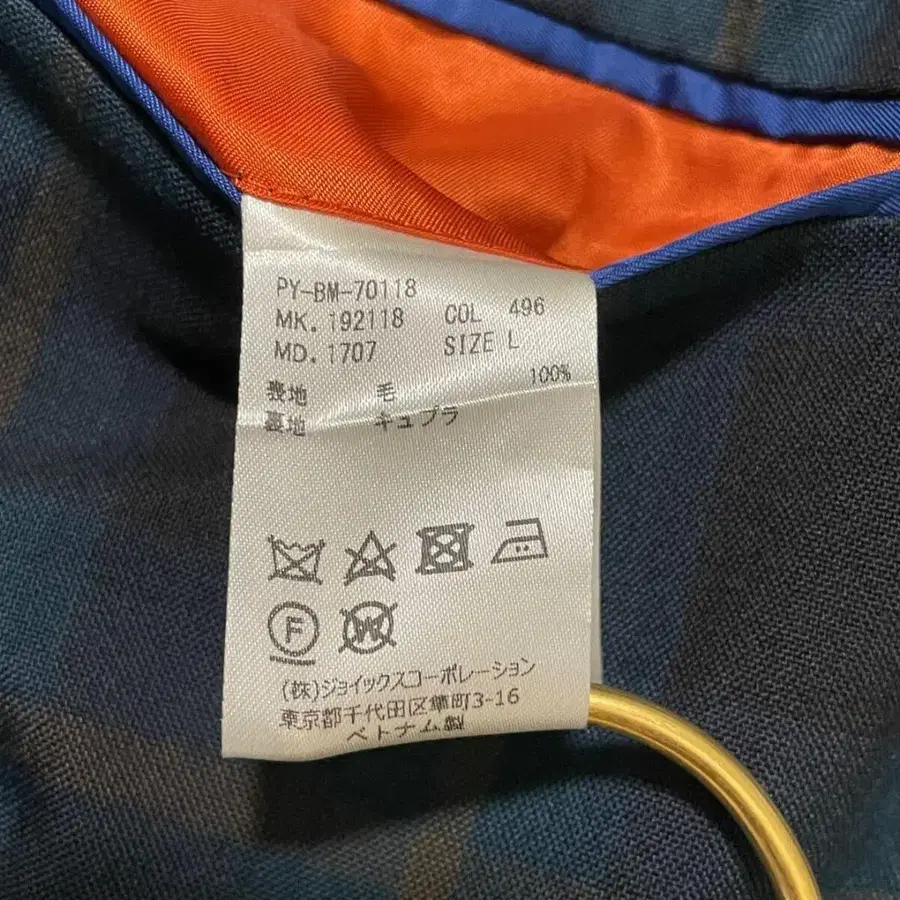 PY-BM-70118
MK. 192118 COL 496
MD. 1707 SIZE L
表地 毛 100%
裏地 キュプラ
F
W
(株)ジョイックスコーポレーション
東京都千代田区隼町3-16
ベトナム製